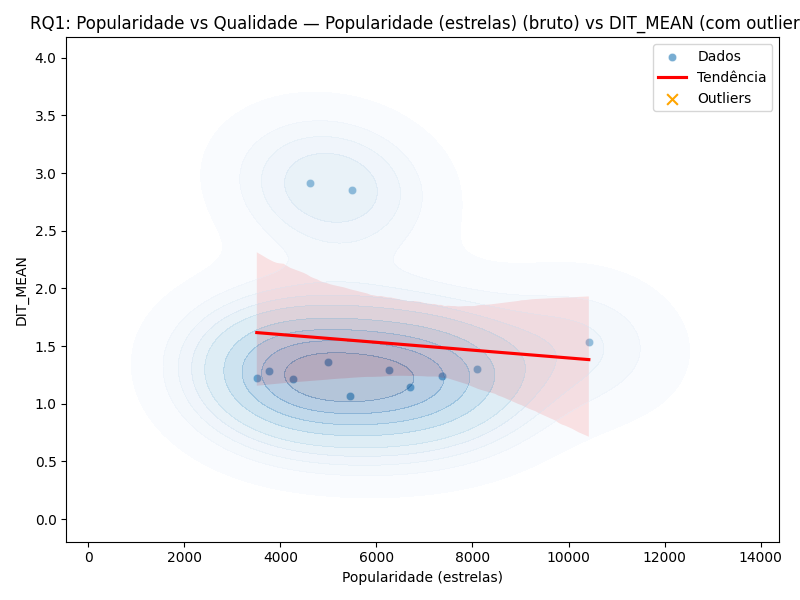 RQ1: Popularidade vs Qualidade — Popularidade (estrelas) (bruto) vs DIT_MEAN (com outlier
Dados
Tendência
Outliers
4.0
3.5
3.0
2.5
2.0
1.5
1.0
0.5
0.0
DIT_MEAN
0
2000
4000
6000
8000
10000
12000
14000
Popularidade (estrelas)